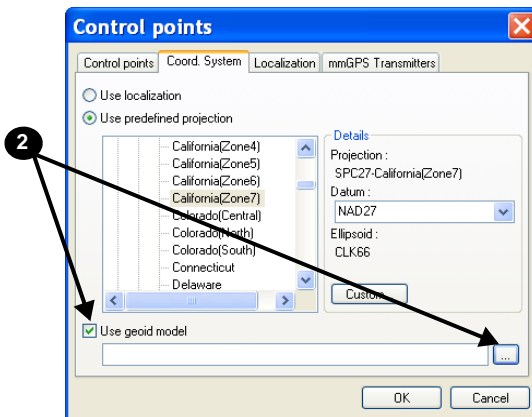 Control points
Control points Coord. System Localization mmGPS Transmitters
Use localization
Use predefined projection
2
California(Zone4)
California(Zone5)
California(Zone6)
California(Zone7)
Colorado(Central)
Colorado(North)
Colorado(South)
Connecticut
Delaware
Details
Projection :
SPC27-California(Zone7)
Datum :
NAD27
Ellipsoid :
CLK66
Custom...
Use geoid model
...
OK Cancel